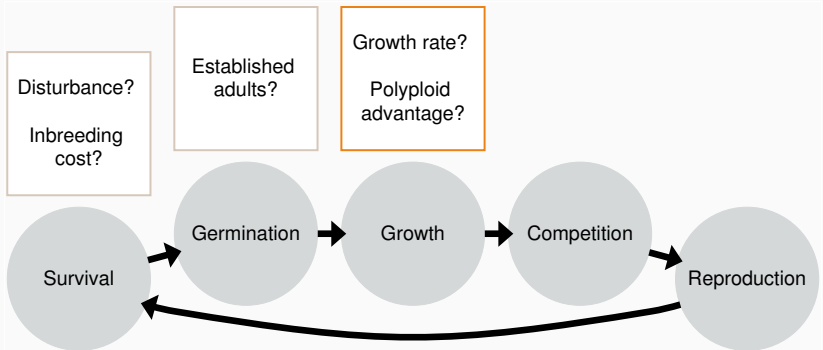 Disturbance?
Inbreeding
cost?
Established
adults?
Growth rate?
Polyploid
advantage?
Survival
Germination
Growth
Competition
Reproduction